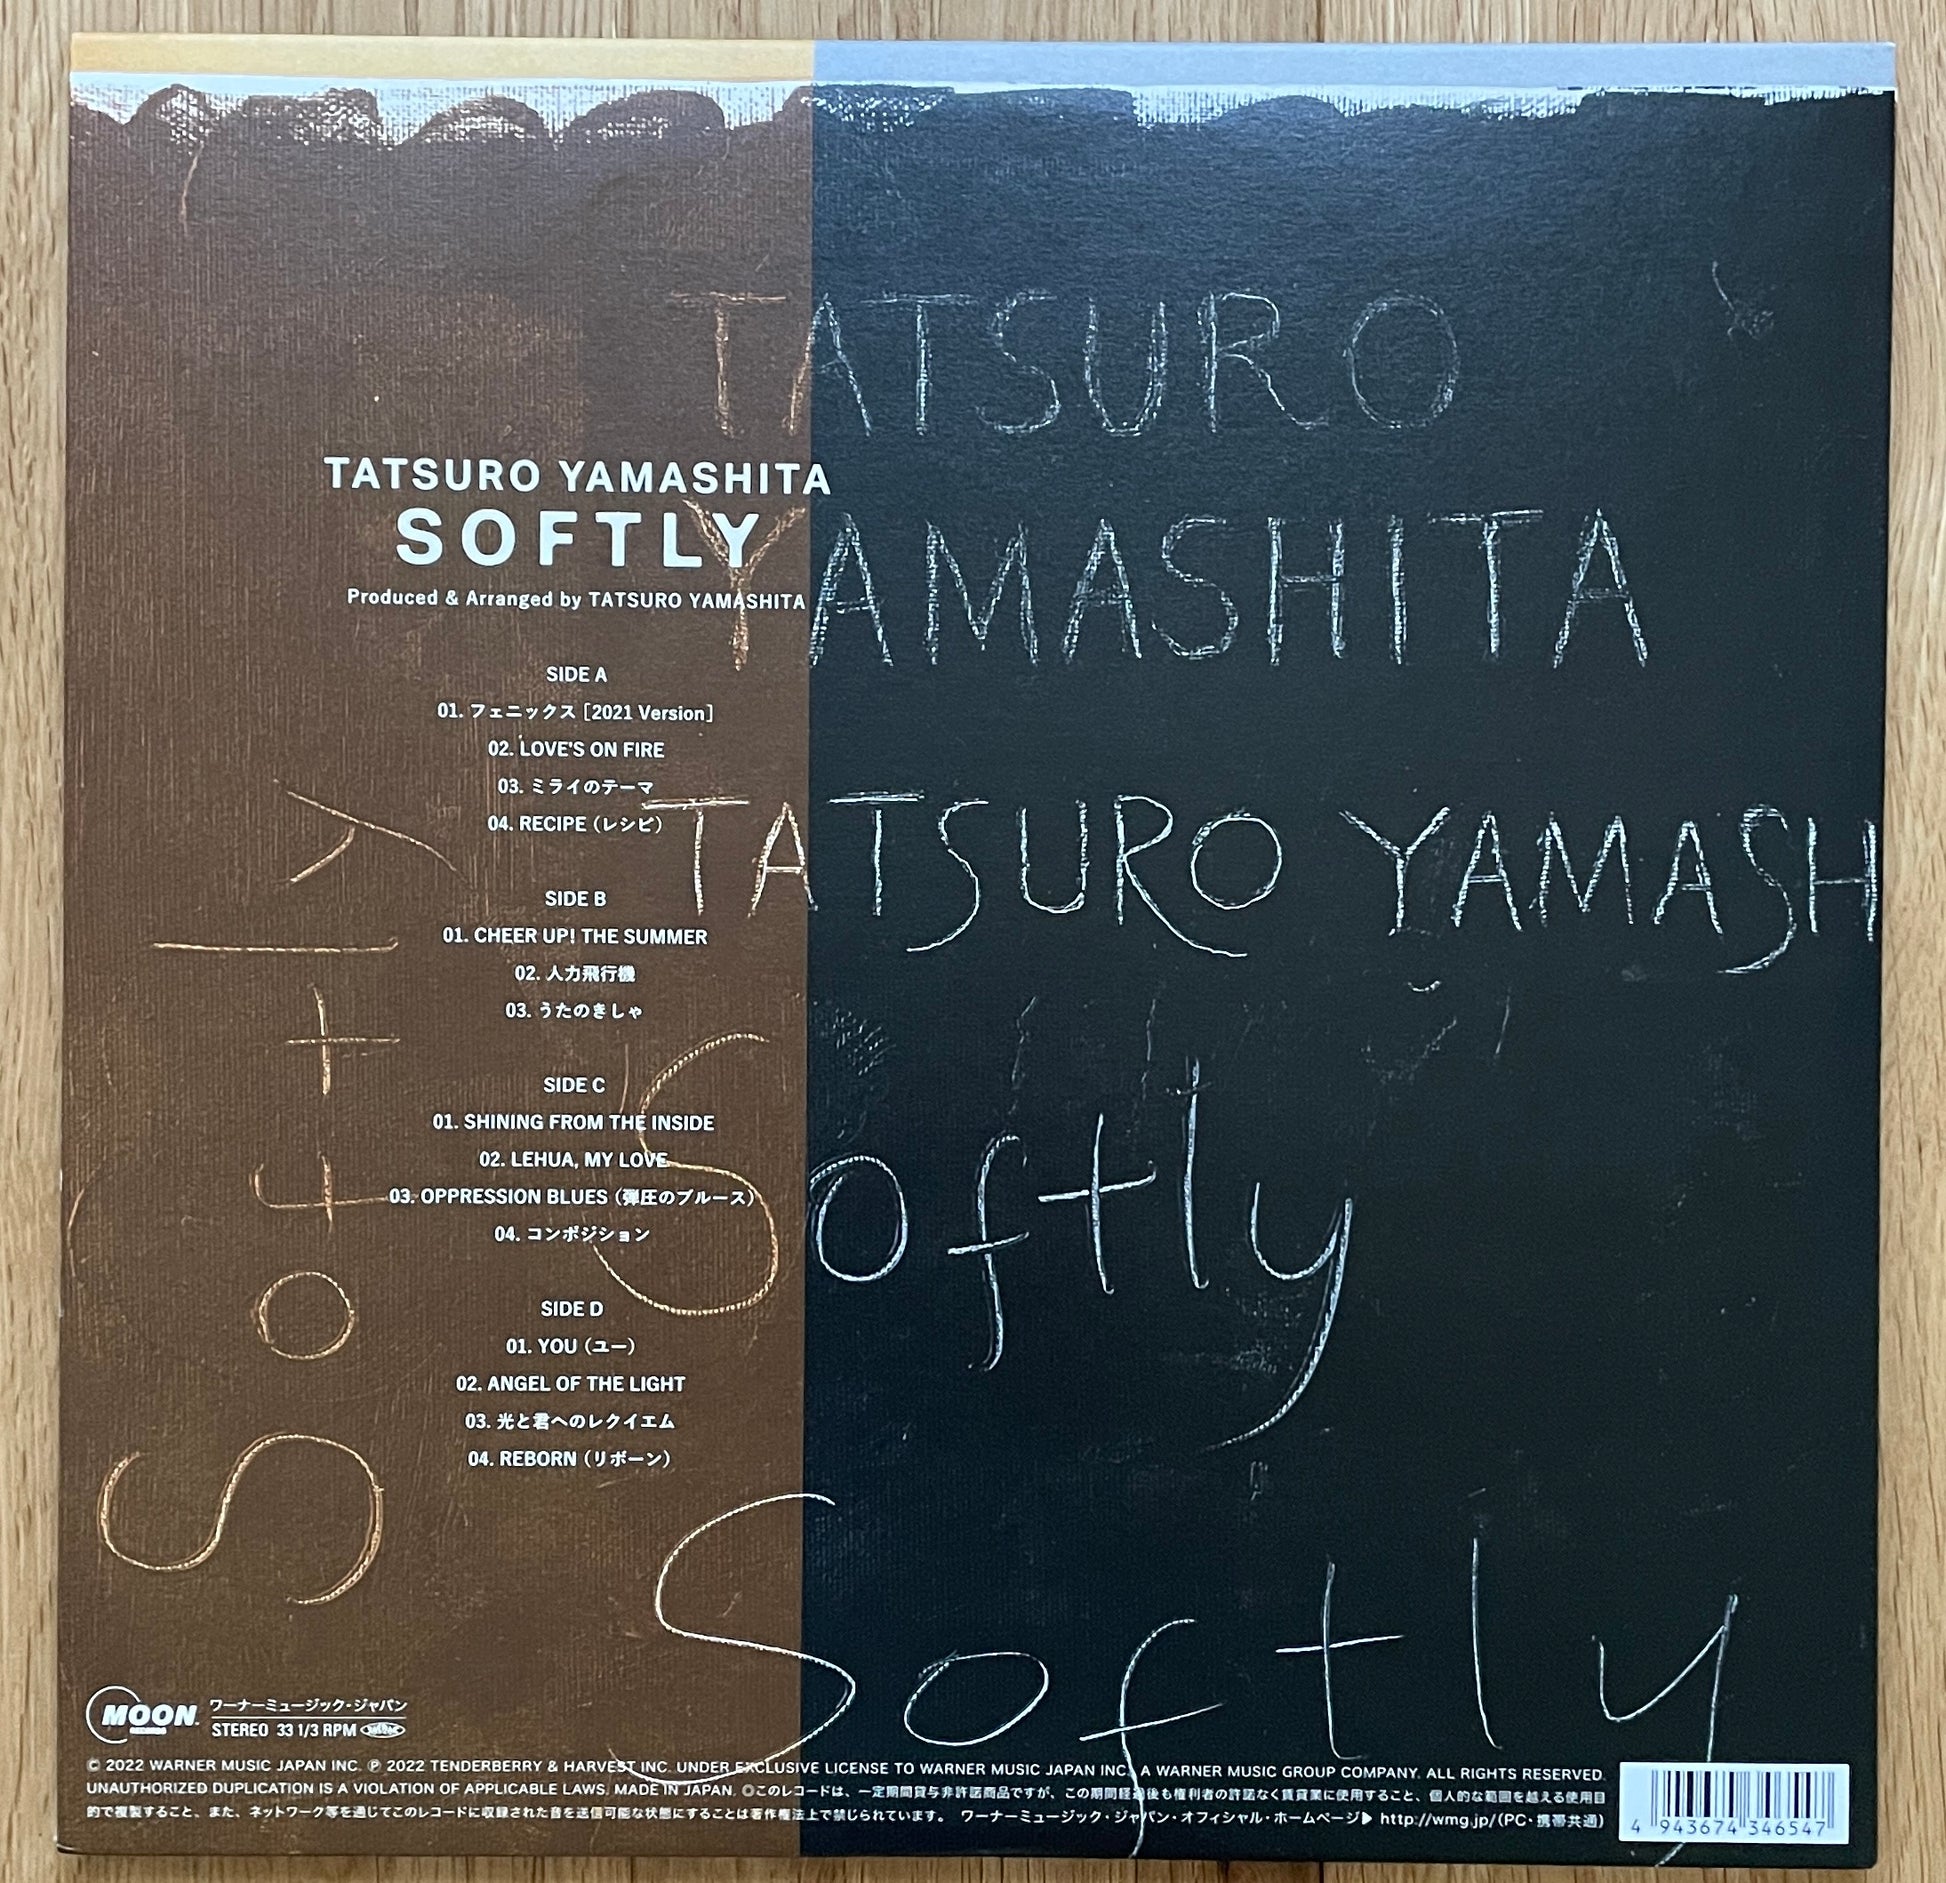 TATSURO
YAMASHITA
TATSURO YAMASHITA
SOFTLY
Produced & Arranged by TATSURO YAMASHITA
SIDE A
01. フェニックス [2021 Version]
02. LOVE'S ON FIRE
03. ミライのテーマ
04. RECIPE (レシピ)
TATSURO YAMASH
SIDE B
01. CHEER UP! THE SUMMER
02. 人力飛行機
03. うたのきしゃ
Softly
Softly
SIDE C
01. SHINING FROM THE INSIDE
02. LEHUA, MY LOVE
03. OPPRESSION BLUES (弾圧のブルース)
04. コンポジション
SIDE D
01. YOU (ユー)
02. ANGEL OF THE LIGHT
03. 光と君へのレクイエム
04. REBORN (リボーン)
Softly
MOON RECORDS
ワーナーミュージック・ジャパン
STEREO 33 1/3 RPM
© 2022 WARNER MUSIC JAPAN INC. ℗ 2022 TENDERBERRY & HARVEST INC. UNDER EXCLUSIVE LICENSE TO WARNER MUSIC JAPAN INC., A WARNER MUSIC GROUP COMPANY. ALL RIGHTS RESERVED.
UNAUTHORIZED DUPLICATION IS A VIOLATION OF APPLICABLE LAWS. MADE IN JAPAN. ◎このレコードは、一定期間貸与非許諾商品ですが、この期間経過後も権利者の許諾なく賃貸業に使用すること、個人的な範囲を越える使用目
的で複製すること、また、ネットワーク等を通じてこのレコードに収録された音を送信可能な状態にすることは著作権法上で禁じられています。 ワーナーミュージック・ジャパン・オフィシャル・ホームページ▶ http://wmg.jp/(PC・携帯共通)
4 943674 346547